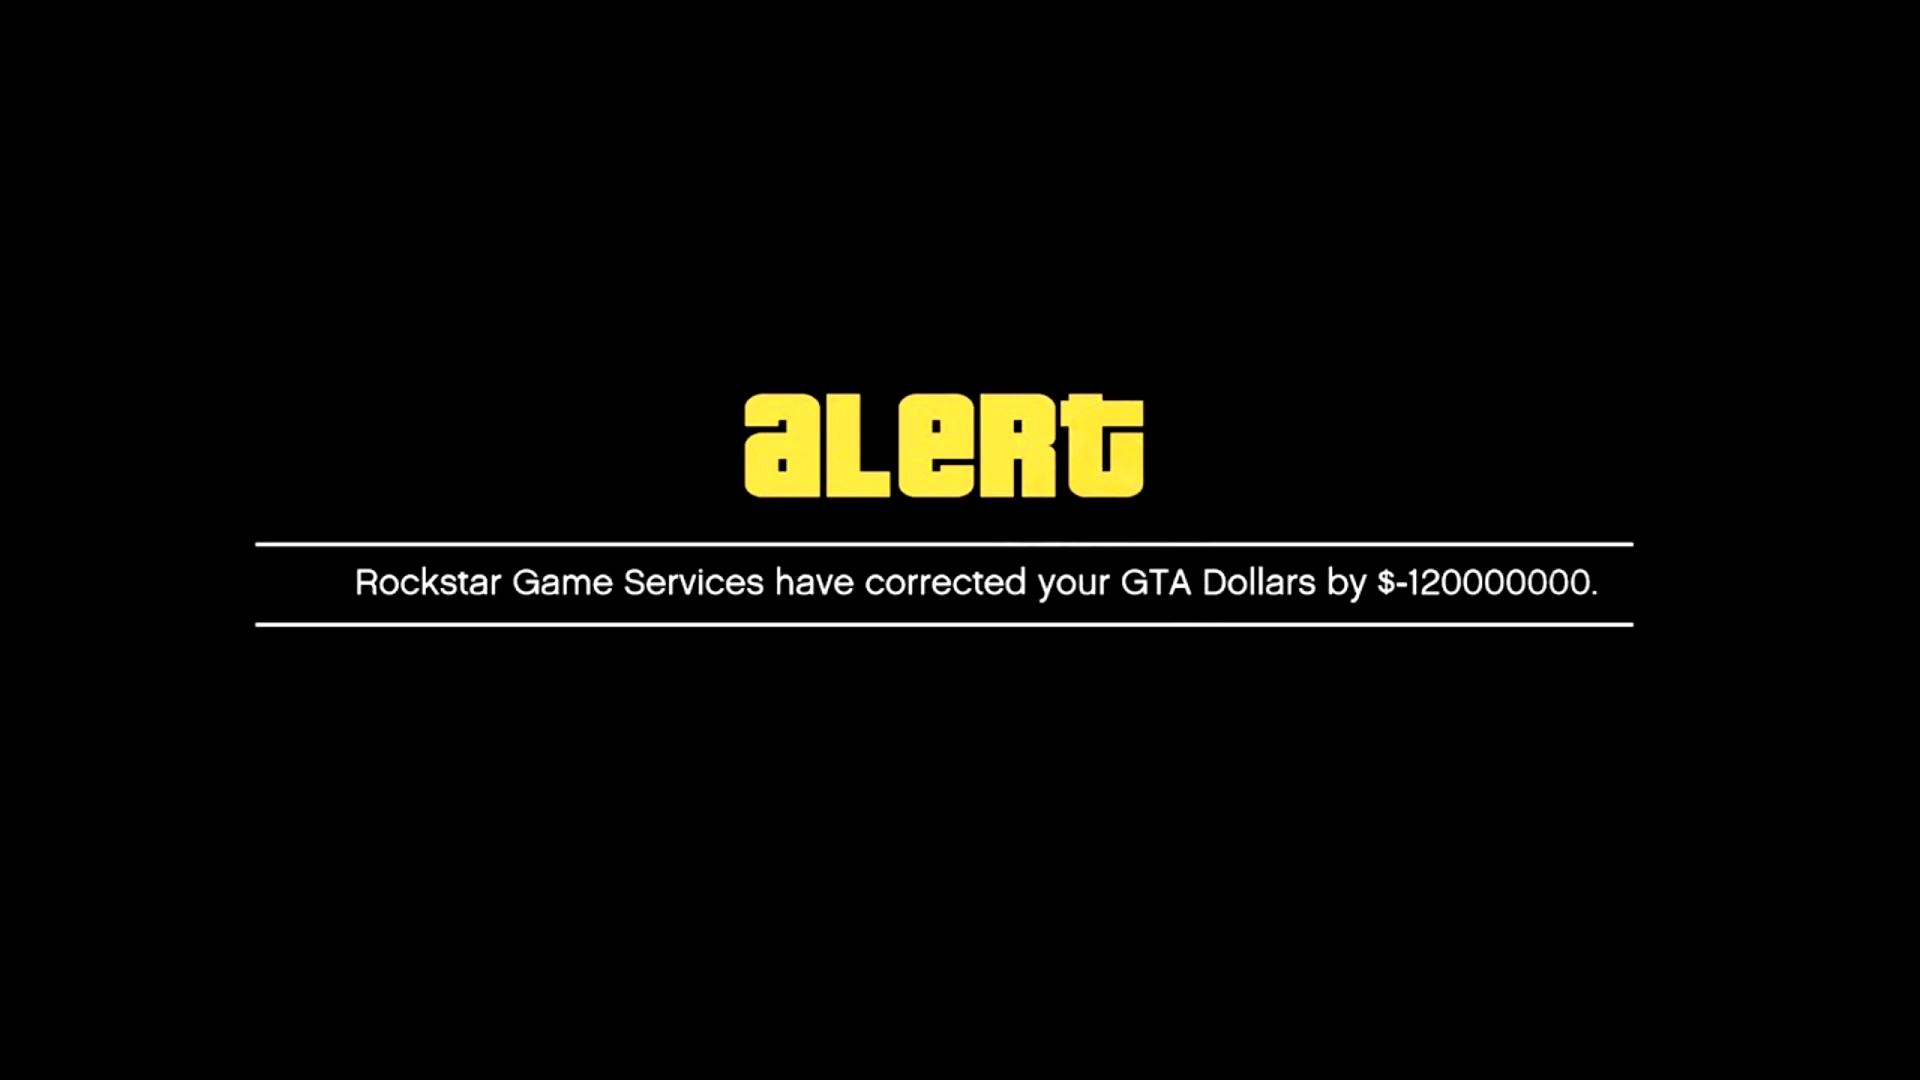 aLeRt
Rockstar Game Services have corrected your GTA Dollars by $-120000000.